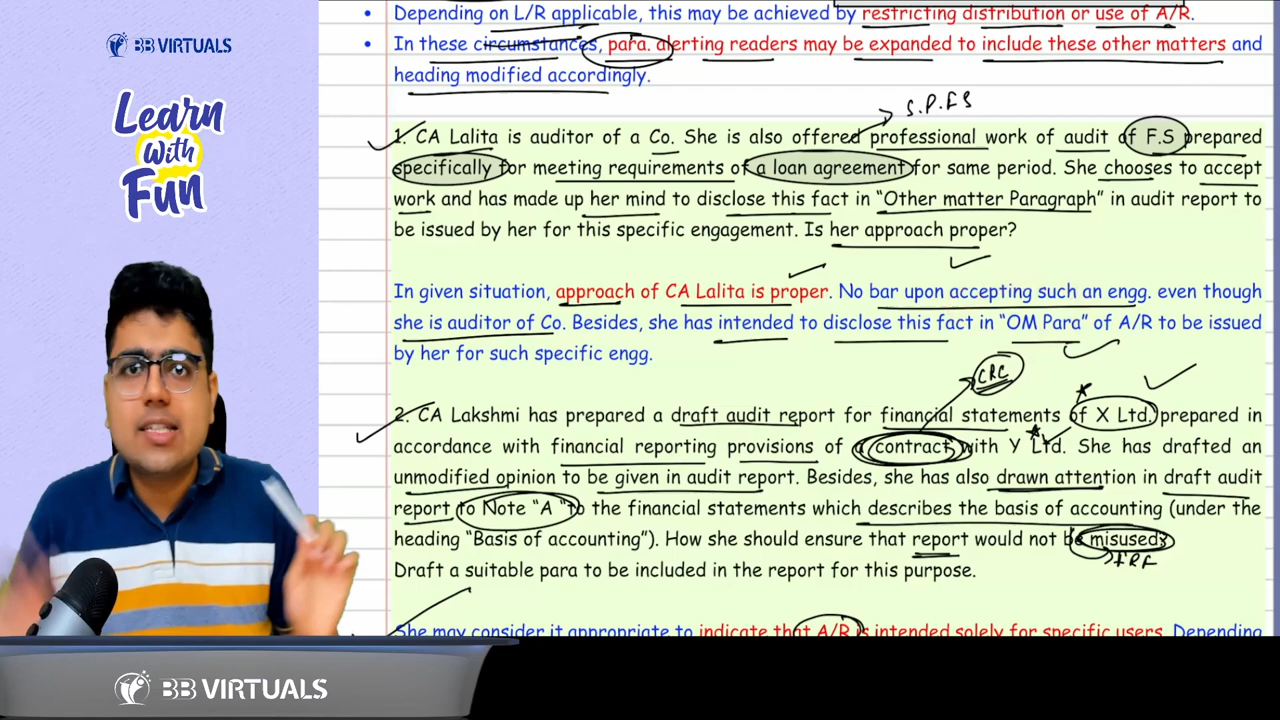 Depending on L/R applicable, this may be achieved by restricting distribution or use of A/R.
In these circumstances, para. alerting readers may be expanded to include these other matters and
heading modified accordingly.
BB VIRTUALS
Learn
With
Fun
S.P.F.S
1. CA Lalita is auditor of a Co. She is also offered professional work of audit of F.S prepared
specifically for meeting requirements of a loan agreement for same period. She chooses to accept
work and has made up her mind to disclose this fact in "Other matter Paragraph" in audit report to
be issued by her for this specific engagement. Is her approach proper?
In given situation, approach of CA Lalita is proper. No bar upon accepting such an engg. even though
she is auditor of Co. Besides, she has intended to disclose this fact in "OM Para" of A/R to be issued
by her for such specific engg.
CRC
2. CA Lakshmi has prepared a draft audit report for financial statements of X Ltd. prepared in
accordance with financial reporting provisions of a contract with Y Ltd. She has drafted an
unmodified opinion to be given in audit report. Besides, she has also drawn attention in draft audit
report to Note "A "to the financial statements which describes the basis of accounting (under the
heading "Basis of accounting"). How she should ensure that report would not be misused?
Draft a suitable para to be included in the report for this purpose.
She may consider it appropriate to indicate that A/R is intended solely for specific users. Depending
BB VIRTUALS